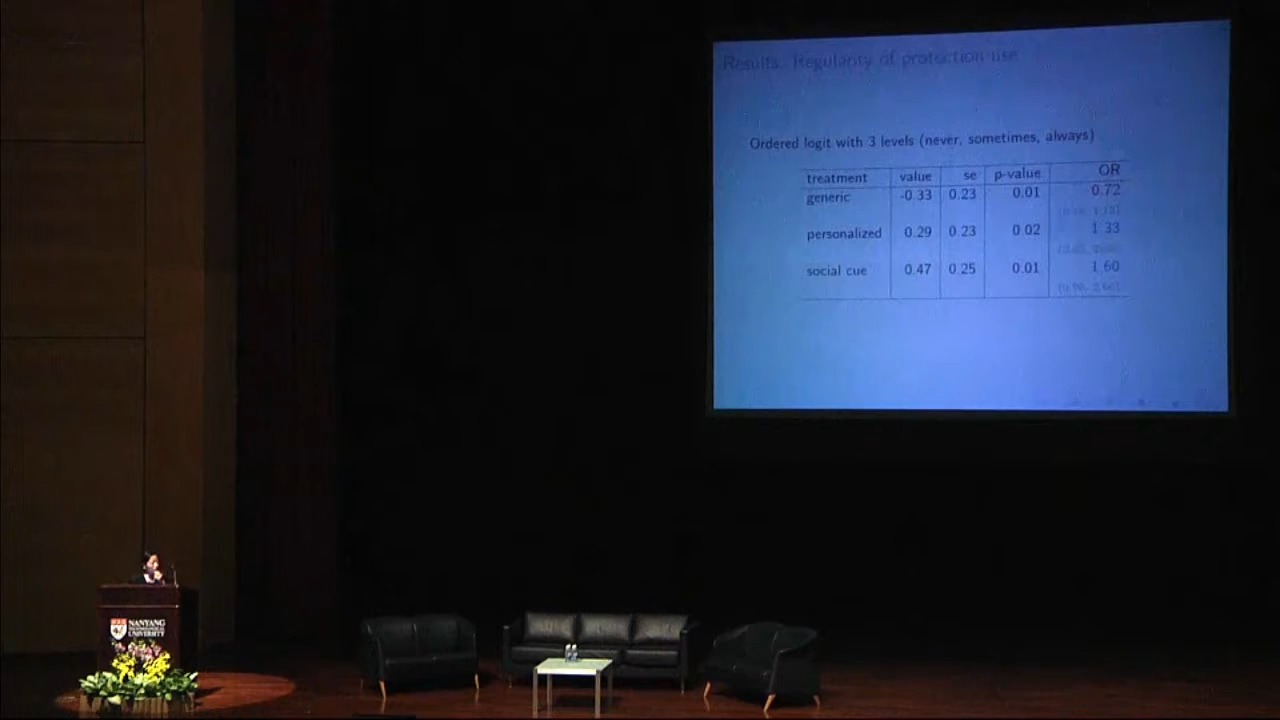 Results: Regularity of protection use
Ordered logit with 3 levels (never, sometimes, always)
treatment value se p-value OR
generic -0.33 0.23 0.01 0.72
personalized 0.29 0.23 0.02 1.33
social cue 0.47 0.25 0.01 1.60
NANYANG
TECHNOLOGICAL
UNIVERSITY